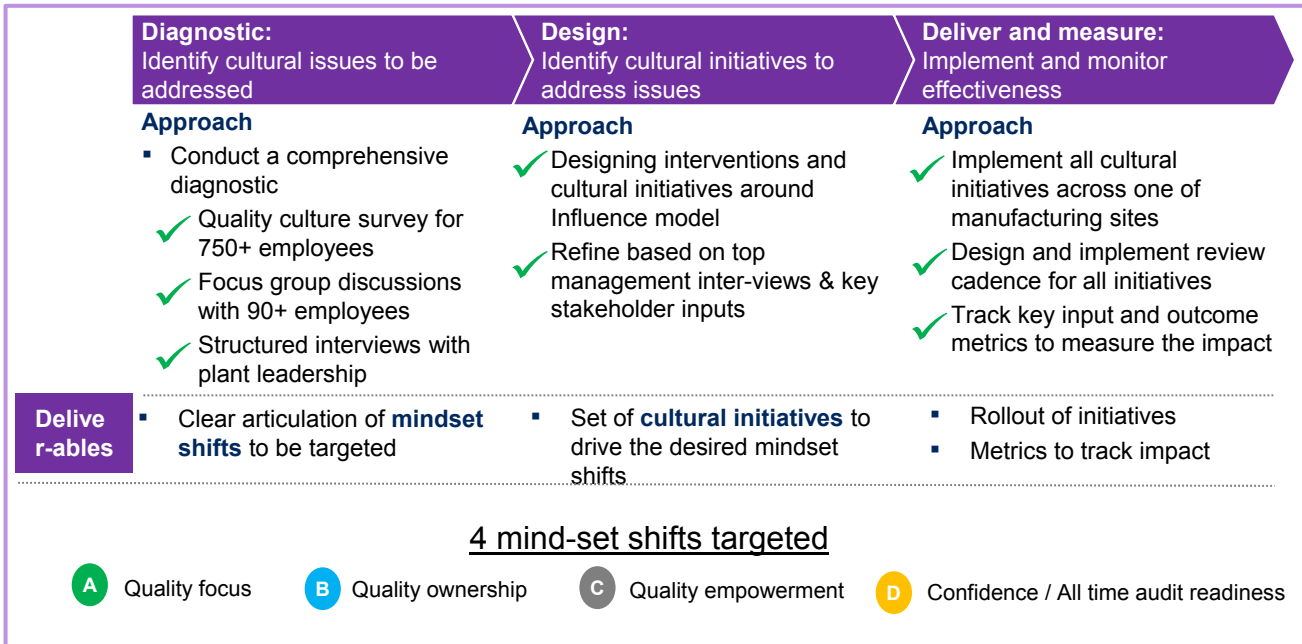 Diagnostic:
Identify cultural issues to be
addressed
Design:
Identify cultural initiatives to
address issues
Deliver and measure:
Implement and monitor
effectiveness
Approach
▪ Conduct a comprehensive
diagnostic
✓ Quality culture survey for
750+ employees
✓ Focus group discussions
with 90+ employees
✓ Structured interviews with
plant leadership
Approach
✓ Designing interventions and
cultural initiatives around
Influence model
✓ Refine based on top
management inter-views & key
stakeholder inputs
Approach
✓ Implement all cultural
initiatives across one of
manufacturing sites
✓ Design and implement review
cadence for all initiatives
✓ Track key input and outcome
metrics to measure the impact
Delive
r-ables
▪ Clear articulation of mindset
shifts to be targeted
▪ Set of cultural initiatives to
drive the desired mindset
shifts
▪ Rollout of initiatives
▪ Metrics to track impact
4 mind-set shifts targeted
A Quality focus
B Quality ownership
C Quality empowerment
D Confidence / All time audit readiness